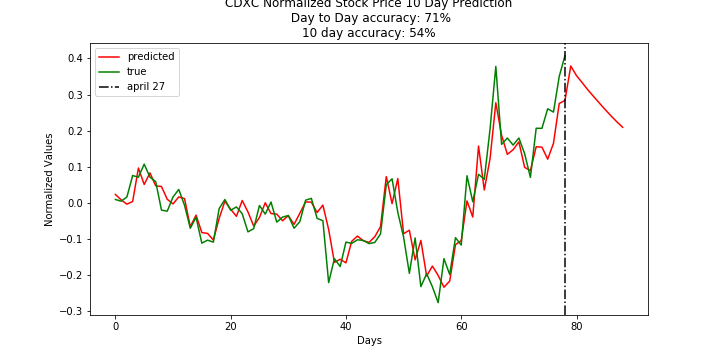 CDXC Normalized Stock Price 10 Day Prediction
Day to Day accuracy: 71%
10 day accuracy: 54%
predicted
true
april 27
Normalized Values
0.4
0.3
0.2
0.1
0.0
−0.1
−0.2
−0.3
0 20 40 60 80
Days